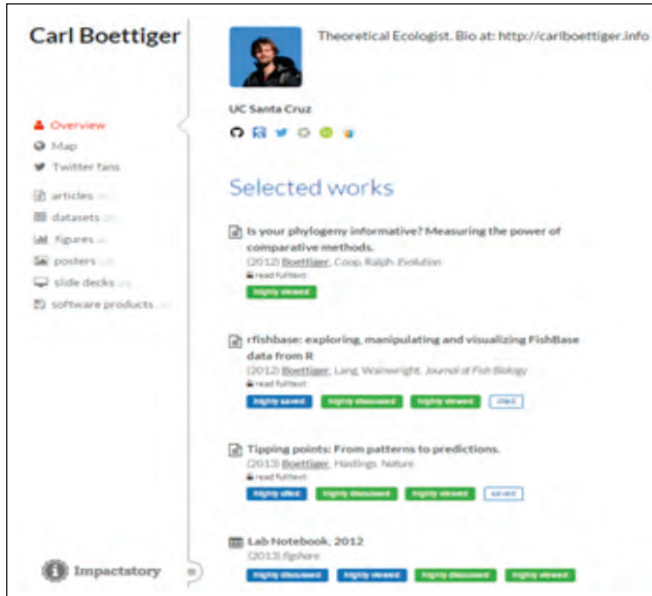 Carl Boettiger
Theoretical Ecologist. Bio at: http://carlboettiger.info
UC Santa Cruz
Overview
Map
Twitter fans
articles
datasets
figures
posters
slide decks
software products
Selected works
Is your phylogeny informative? Measuring the power of
comparative methods.
(2012) Boettiger, Coop, Ralph. Evolution
read fulltext
highly viewed
rfishbase: exploring, manipulating and visualizing FishBase
data from R
(2012) Boettiger, Lang, Wainwright. Journal of Fish Biology
read fulltext
highly saved highly discussed highly viewed cited
Tipping points: From patterns to predictions.
(2013) Boettiger, Hastings. Nature
read fulltext
highly cited highly discussed highly viewed saved
Lab Notebook, 2012
(2013) figshare
highly discussed highly viewed highly discussed highly viewed
Impactstory